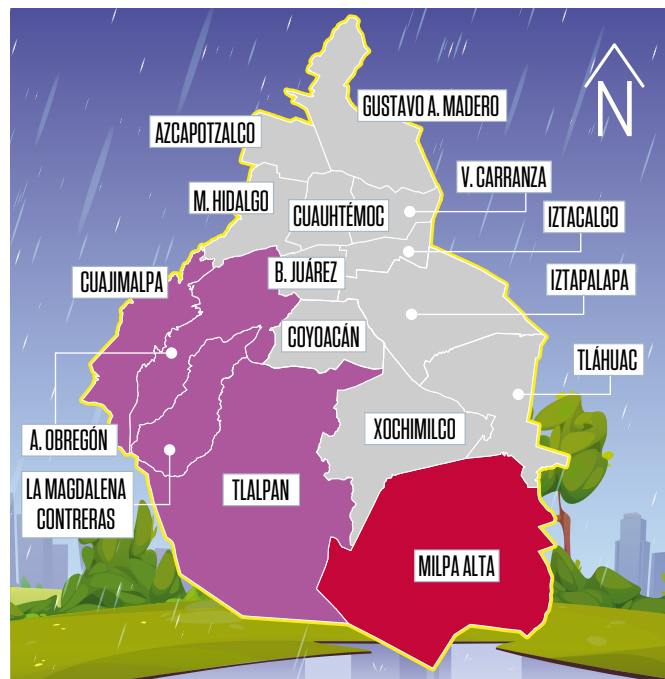 GUSTAVO A. MADERO
N
AZCAPOTZALCO
V. CARRANZA
M. HIDALGO
CUAUHTÉMOC
IZTACALCO
CUAJIMALPA
B. JUÁREZ
IZTAPALAPA
COYOACÁN
TLÁHUAC
A. OBREGÓN
XOCHIMILCO
LA MAGDALENA
CONTRERAS
TLALPAN
MILPA ALTA